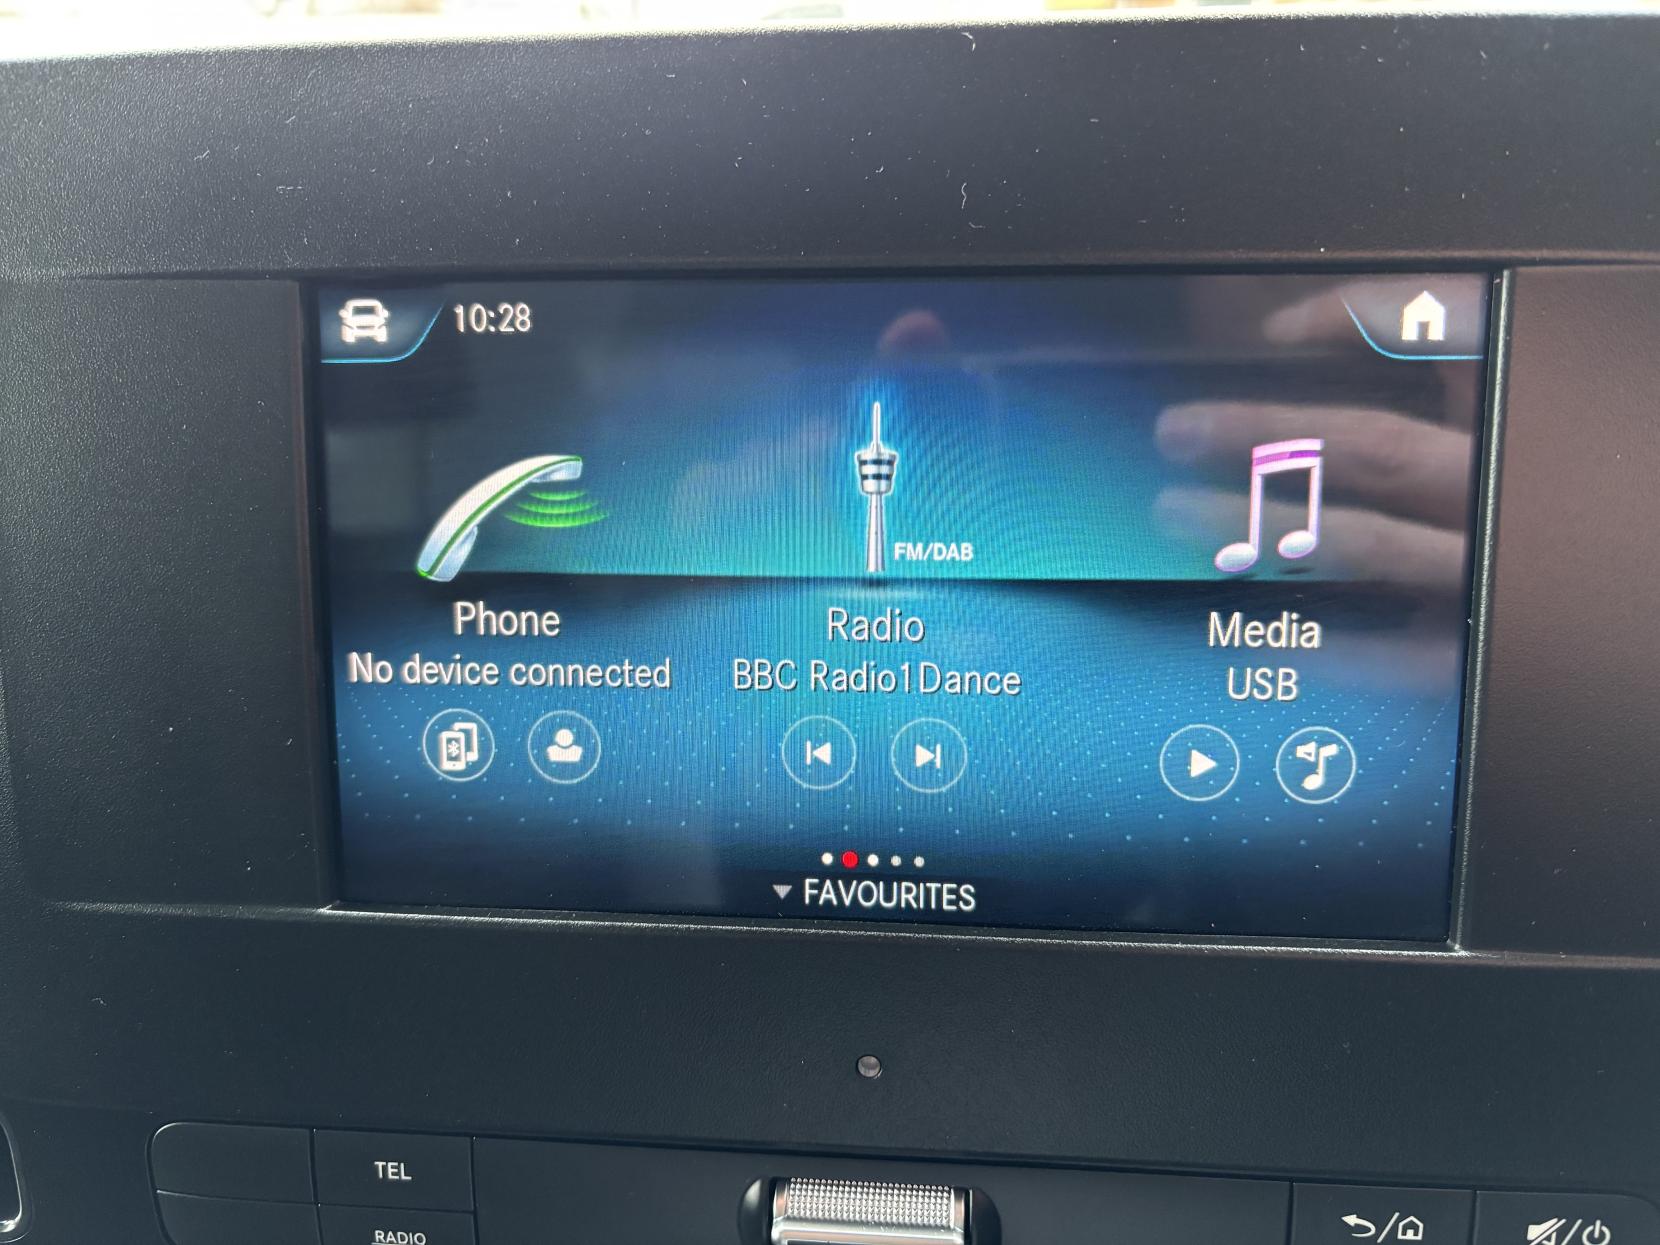 10:28
FM/DAB
Phone
No device connected
Radio
BBC Radio1Dance
Media
USB
FAVOURITES
TEL
RADIO